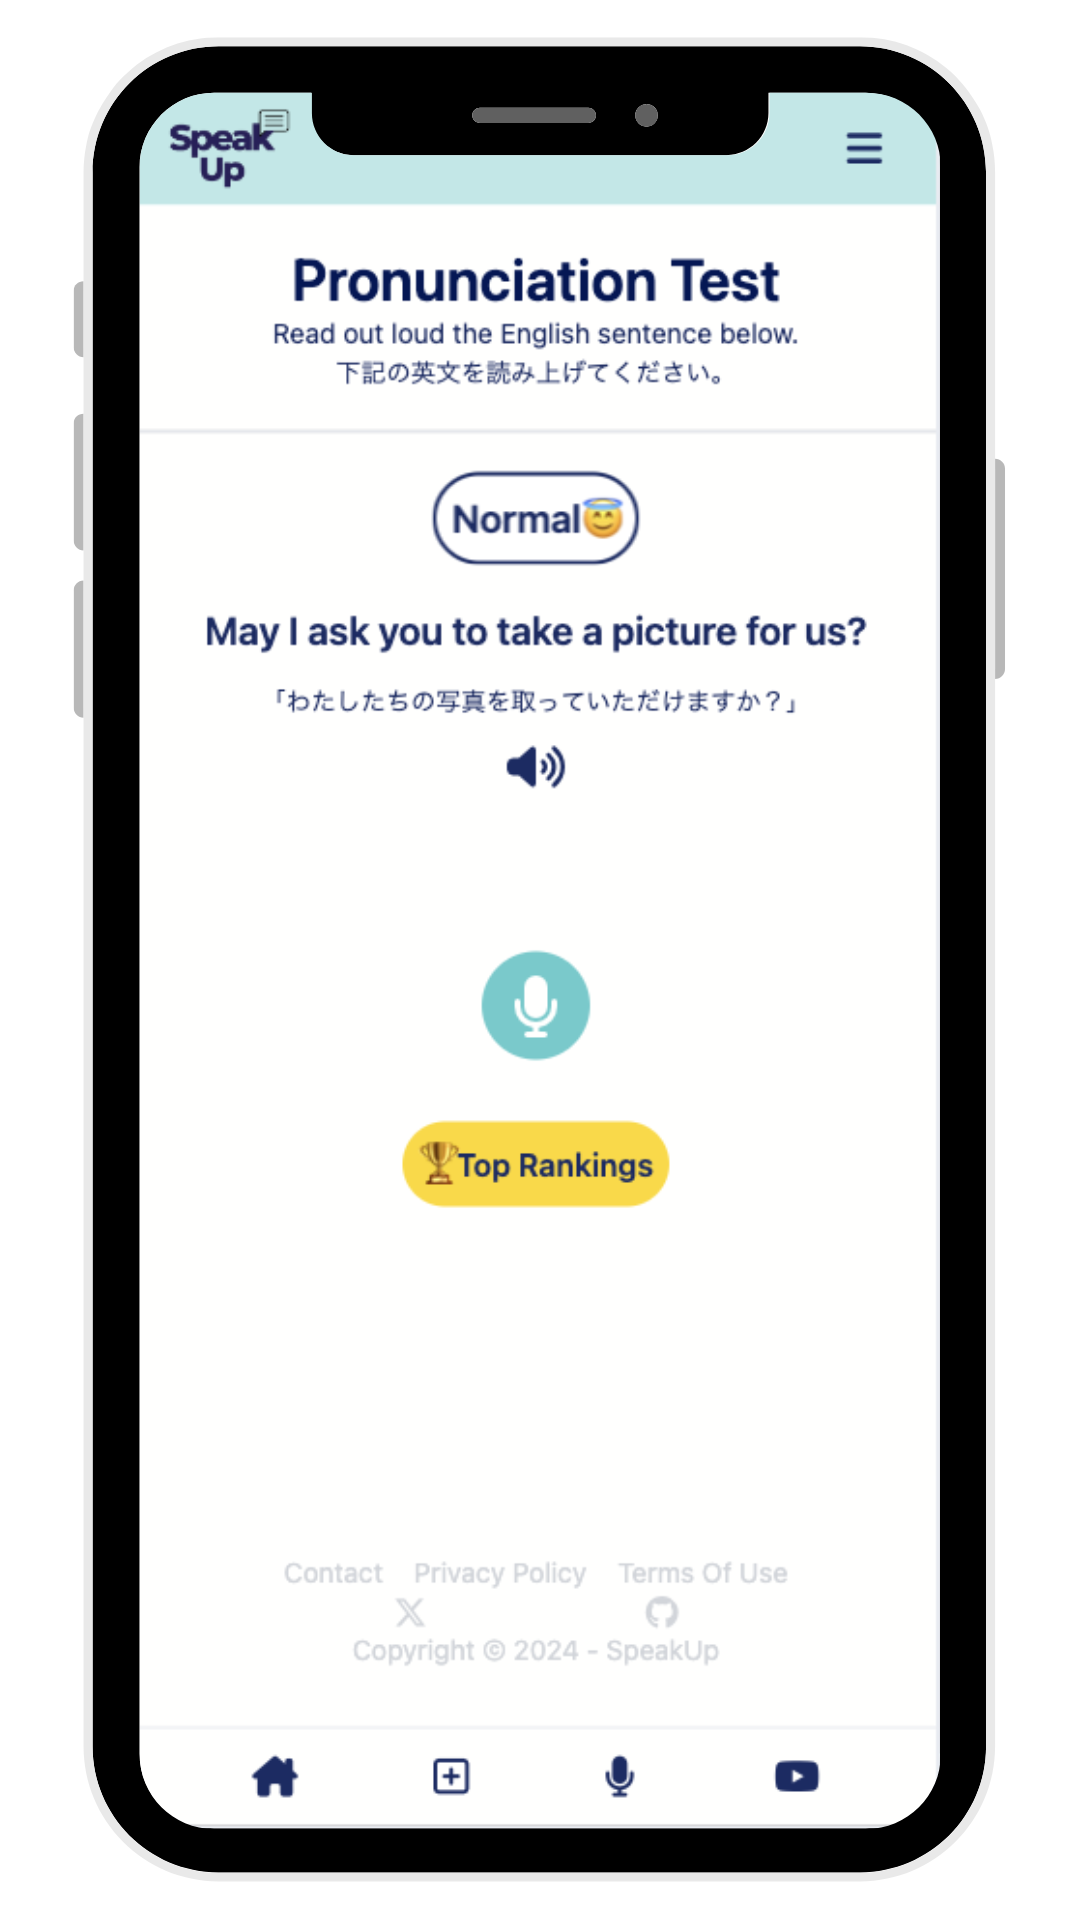 Speak
Up
Pronunciation Test
Read out loud the English sentence below.
下記の英文を読み上げてください。
Normal😇
May I ask you to take a picture for us?
「わたしたちの写真を取っていただけますか？」
🏆Top Rankings
Contact Privacy Policy Terms Of Use
Copyright © 2024 - SpeakUp